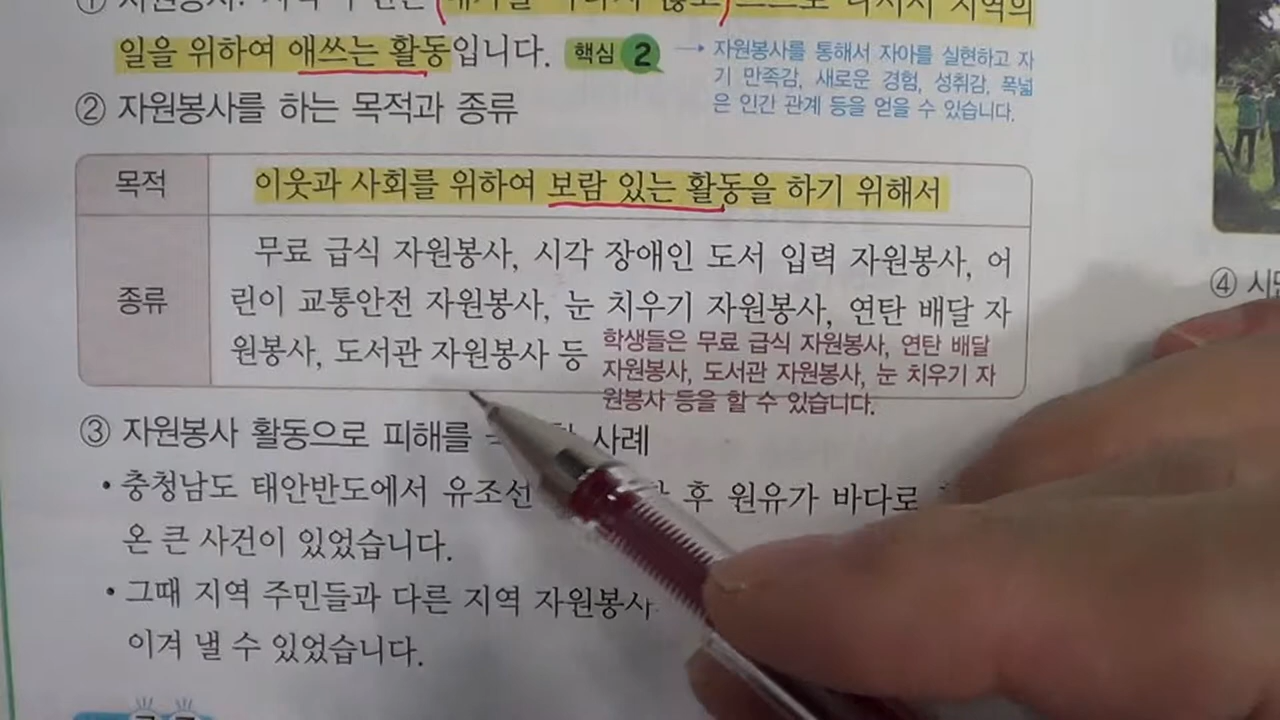 일을 위하여 애쓰는 활동입니다. 핵심 2
→ 자원봉사를 통해서 자아를 실현하고 자
기 만족감, 새로운 경험, 성취감, 폭넓
은 인간 관계 등을 얻을 수 있습니다.
② 자원봉사를 하는 목적과 종류
목적
이웃과 사회를 위하여 보람 있는 활동을 하기 위해서
종류
무료 급식 자원봉사, 시각 장애인 도서 입력 자원봉사, 어
린이 교통안전 자원봉사, 눈 치우기 자원봉사, 연탄 배달 자
원봉사, 도서관 자원봉사 등
학생들은 무료 급식 자원봉사, 연탄 배달
자원봉사, 도서관 자원봉사, 눈 치우기 자
원봉사 등을 할 수 있습니다.
③ 자원봉사 활동으로 피해를 사례
• 충청남도 태안반도에서 유조선 후 원유가 바다로
온 큰 사건이 있었습니다.
• 그때 지역 주민들과 다른 지역 자원봉사
이겨 낼 수 있었습니다.
④